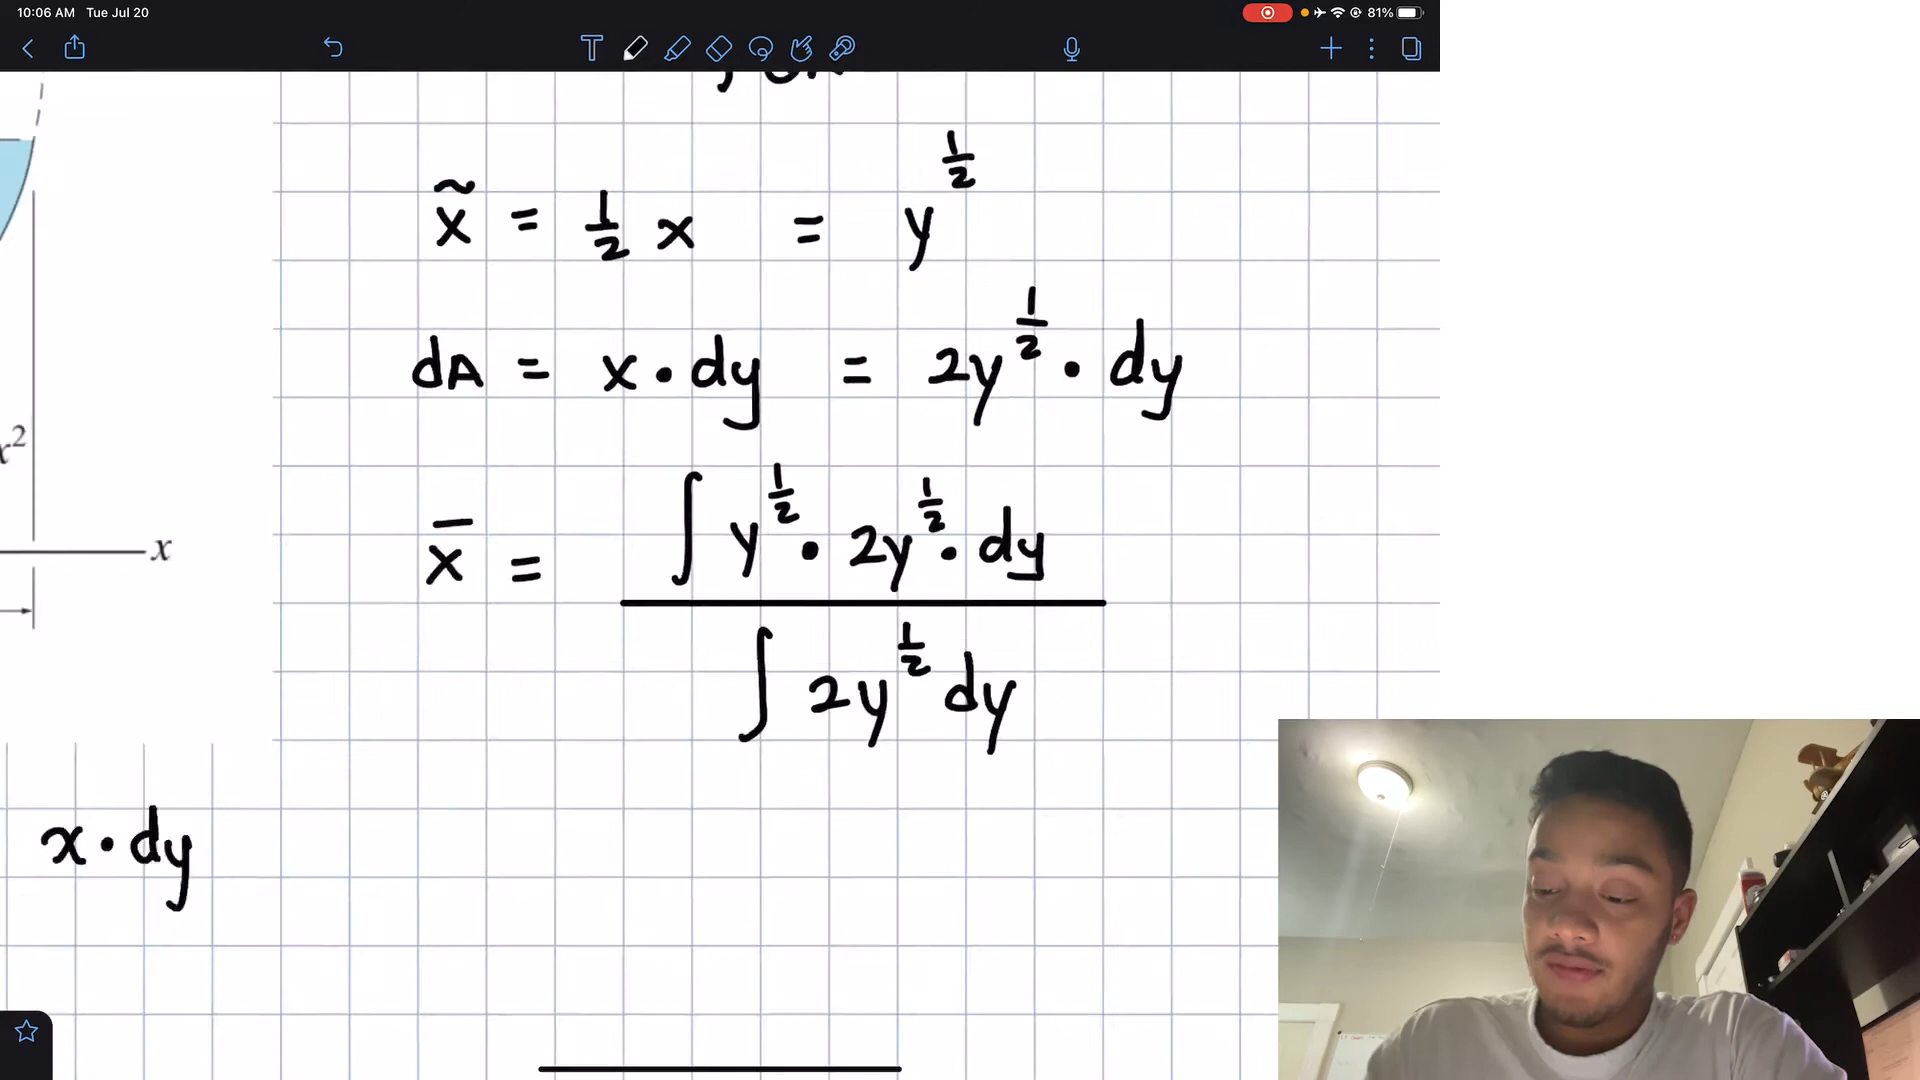 10:06 AM Tue Jul 20 81%
T
x̃ = 1/2 x = y^1/2
dA = x • dy = 2y^1/2 • dy
x²
x̄ = ∫ y^1/2 • 2y^1/2 • dy
x
∫ 2y^1/2 dy
x • dy